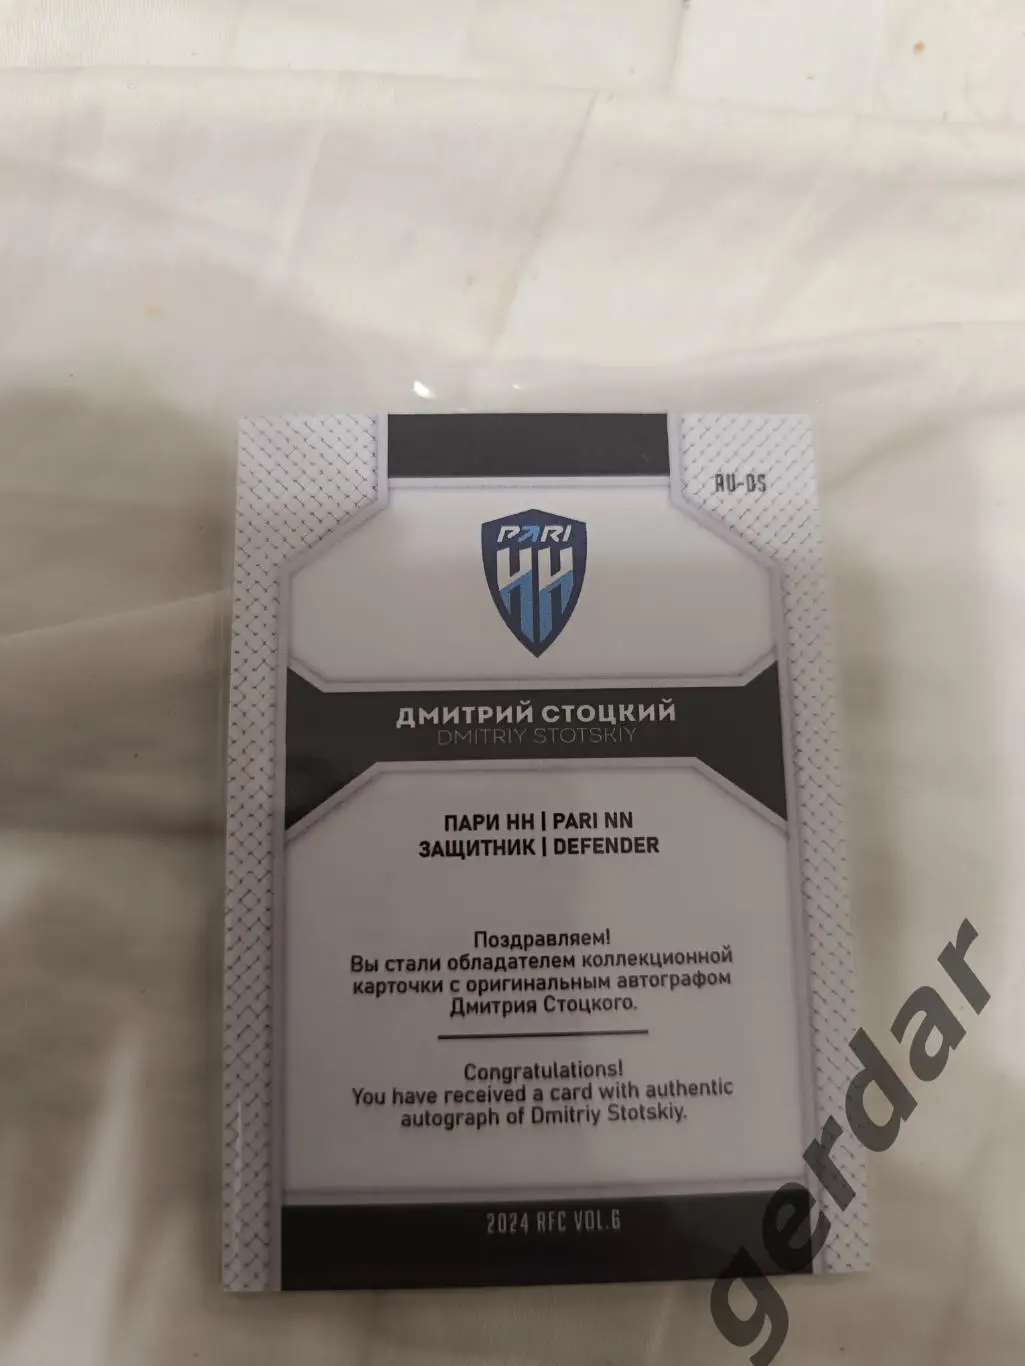 AU-DS
PARI
НН
ДМИТРИЙ СТОЦКИЙ
DMITRIY STOTSKIY
ПАРИ НН | PARI NN
ЗАЩИТНИК | DEFENDER
Поздравляем!
Вы стали обладателем коллекционной
карточки с оригинальным автографом
Дмитрия Стоцкого.
Congratulations!
You have received a card with authentic
autograph of Dmitriy Stotskiy.
2024 RFC VOL.6
gerdar